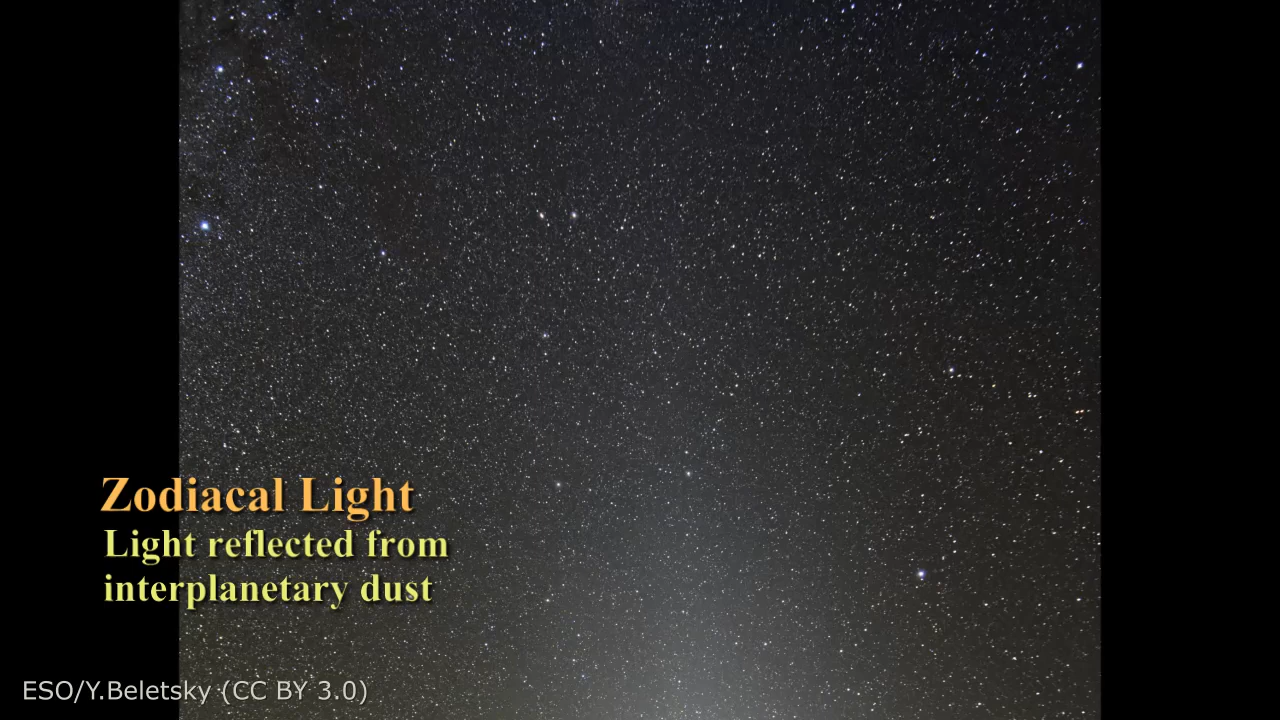 Zodiacal Light
Light reflected from
interplanetary dust
ESO/Y.Beletsky (CC BY 3.0)